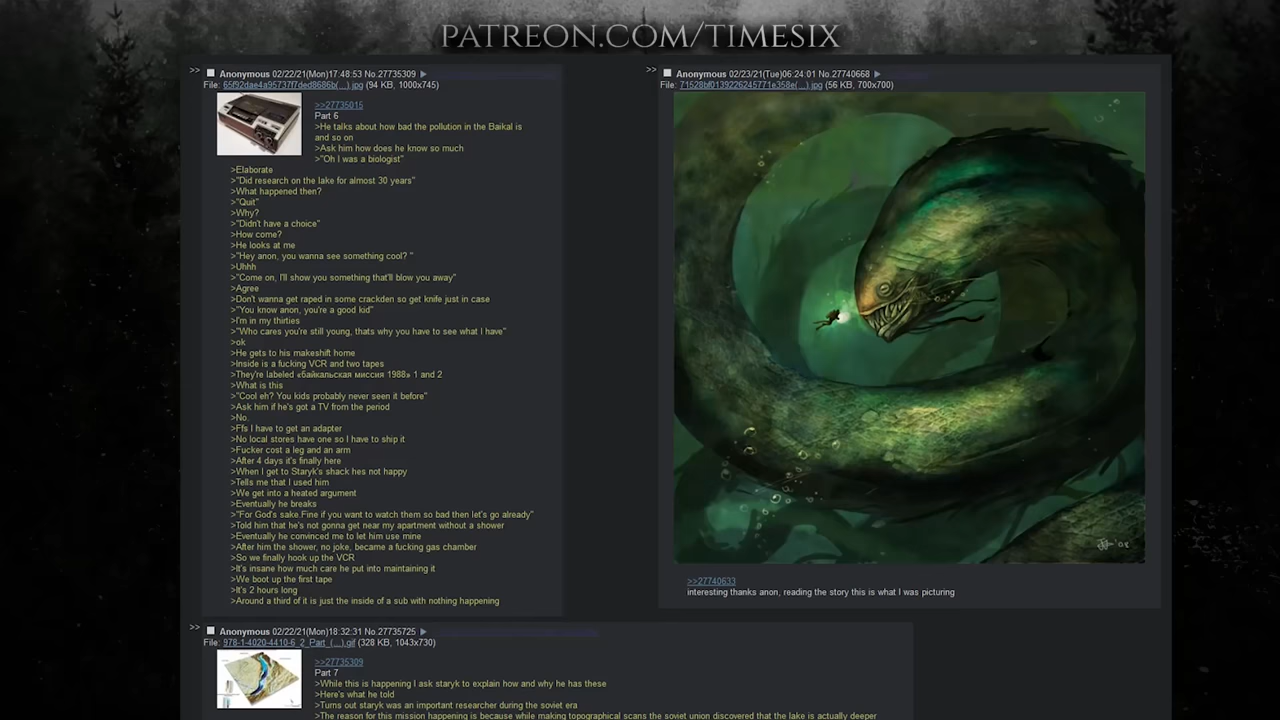 PATREON.COM/TIMESIX
>> Anonymous 02/22/21(Mon)17:48:53 No.27735309
File: 65f92dae4a95737f7ded8686b(...).jpg (94 KB, 1000x745)
>>27735015
Part 6
>He talks about how bad the pollution in the Baikal is
and so on
>Ask him how does he know so much
>"Oh I was a biologist"
>Elaborate
>"Did research on the lake for almost 30 years"
>What happened then?
>"Quit"
>Why?
>"Didn't have a choice"
>How come?
>He looks at me
>"Hey anon, you wanna see something cool? "
>Uhhh
>"Come on, I'll show you something that'll blow you away"
>Agree
>Don't wanna get raped in some crackden so get knife just in case
>"You know anon, you're a good kid"
>I'm in my thirties
>"Who cares you're still young, thats why you have to see what I have"
>ok
>He gets to his makeshift home
>Inside is a fucking VCR and two tapes
>They're labeled «байкальская миссия 1988» 1 and 2
>What is this
>"Cool eh? You kids probably never seen it before"
>Ask him if he's got a TV from the period
>No.
>Ffs I have to get an adapter
>No local stores have one so I have to ship it
>Fucker cost a leg and an arm
>After 4 days it's finally here
>When I get to Staryk's shack hes not happy
>Tells me that I used him
>We get into a heated argument
>Eventually he breaks
>"For God's sake.Fine if you want to watch them so bad then let's go already"
>Told him that he's not gonna get near my apartment without a shower
>Eventually he convinced me to let him use mine
>After him the shower, no joke, became a fucking gas chamber
>So we finally hook up the VCR
>It's insane how much care he put into maintaining it
>We boot up the first tape
>It's 2 hours long
>Around a third of it is just the inside of a sub with nothing happening
>> Anonymous 02/23/21(Tue)06:24:01 No.27740668
File: 71528bf0139226245771e358e(...).jpg (56 KB, 700x700)
>>27740633
interesting thanks anon, reading the story this is what I was picturing
>> Anonymous 02/22/21(Mon)18:32:31 No.27735725
File: 978-1-4020-4410-6_2_Part_(...).gif (328 KB, 1043x730)
>>27735309
Part 7
>While this is happening I ask staryk to explain how and why he has these
>Here's what he told
>Turns out staryk was an important researcher during the soviet era
>The reason for this mission happening is because while making topographical scans the soviet union discovered that the lake is actually deeper